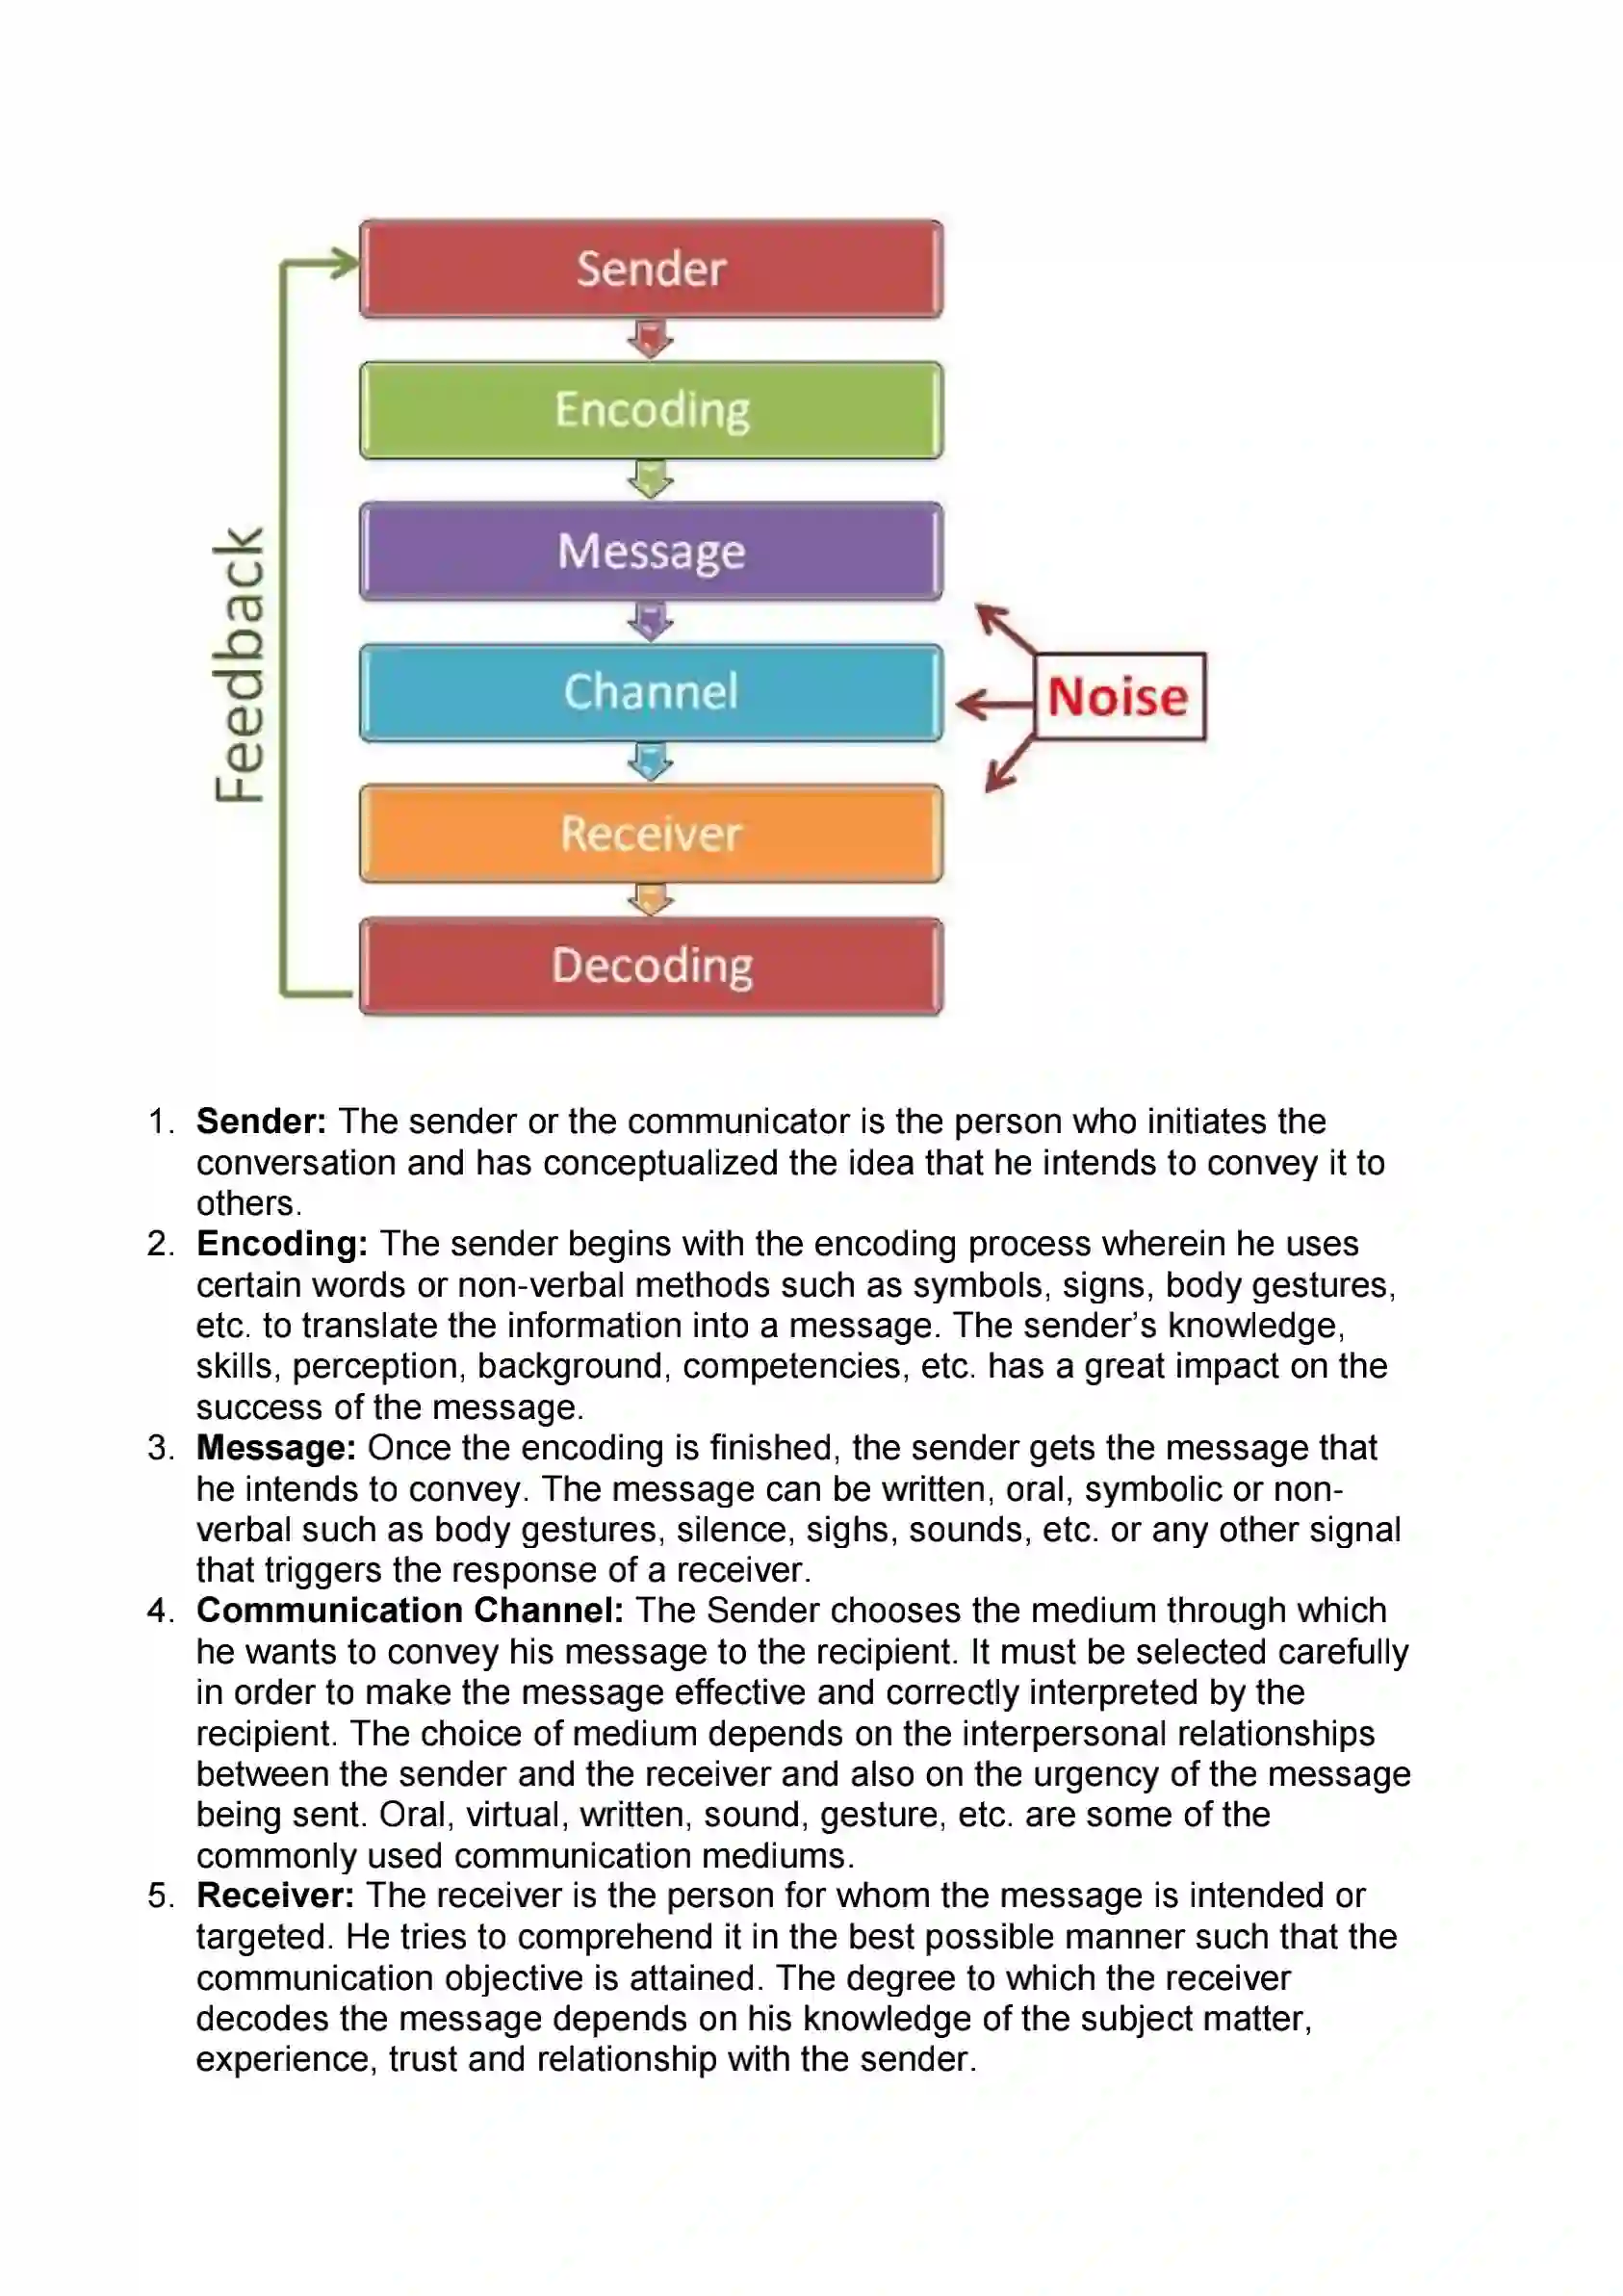 Sender
Encoding
Message
Channel
Receiver
Decoding
Feedback
Noise
1. Sender: The sender or the communicator is the person who initiates the
conversation and has conceptualized the idea that he intends to convey it to
others.
2. Encoding: The sender begins with the encoding process wherein he uses
certain words or non-verbal methods such as symbols, signs, body gestures,
etc. to translate the information into a message. The sender’s knowledge,
skills, perception, background, competencies, etc. has a great impact on the
success of the message.
3. Message: Once the encoding is finished, the sender gets the message that
he intends to convey. The message can be written, oral, symbolic or non-
verbal such as body gestures, silence, sighs, sounds, etc. or any other signal
that triggers the response of a receiver.
4. Communication Channel: The Sender chooses the medium through which
he wants to convey his message to the recipient. It must be selected carefully
in order to make the message effective and correctly interpreted by the
recipient. The choice of medium depends on the interpersonal relationships
between the sender and the receiver and also on the urgency of the message
being sent. Oral, virtual, written, sound, gesture, etc. are some of the
commonly used communication mediums.
5. Receiver: The receiver is the person for whom the message is intended or
targeted. He tries to comprehend it in the best possible manner such that the
communication objective is attained. The degree to which the receiver
decodes the message depends on his knowledge of the subject matter,
experience, trust and relationship with the sender.